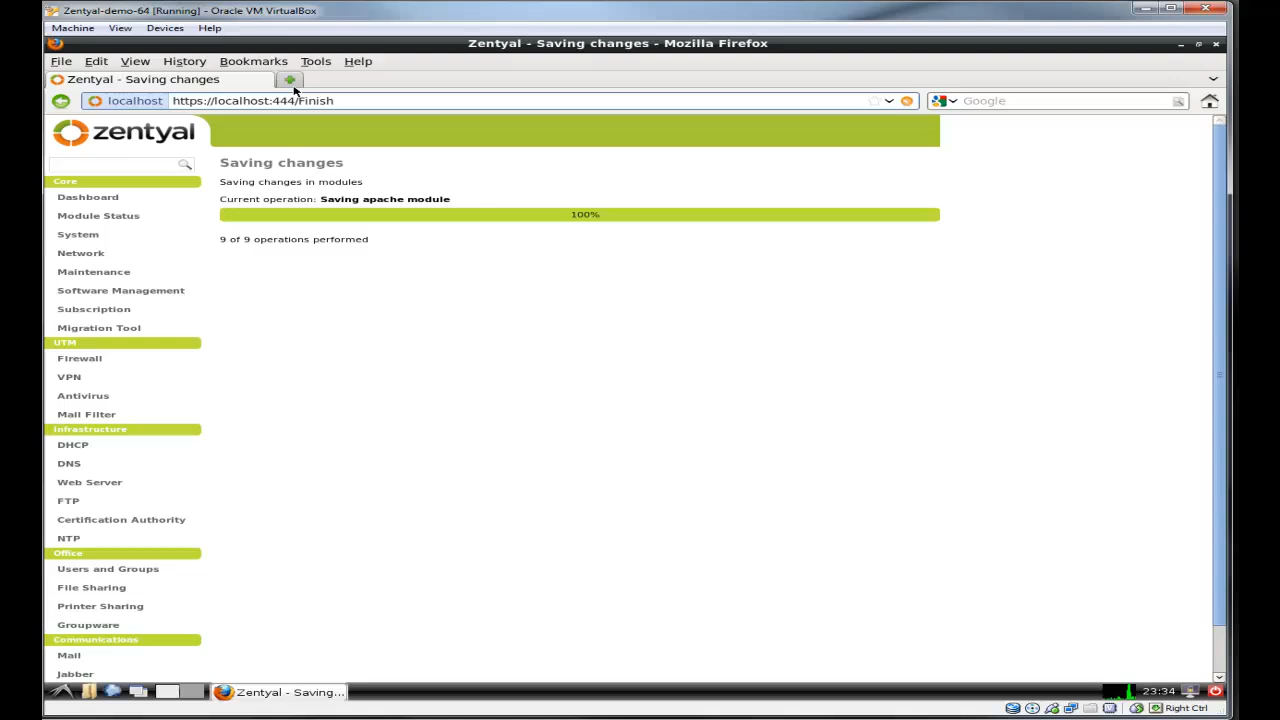 Zentyal-demo-64 [Running] - Oracle VM VirtualBox
Machine View Devices Help
Zentyal - Saving changes - Mozilla Firefox
File Edit View History Bookmarks Tools Help
Zentyal - Saving changes
localhost https://localhost:444/Finish Google
zentyal
Saving changes
Saving changes in modules
Current operation: Saving apache module
100%
9 of 9 operations performed
Core
Dashboard
Module Status
System
Network
Maintenance
Software Management
Subscription
Migration Tool
UTM
Firewall
VPN
Antivirus
Mail Filter
Infrastructure
DHCP
DNS
Web Server
FTP
Certification Authority
NTP
Office
Users and Groups
File Sharing
Printer Sharing
Groupware
Communications
Mail
Jabber
Zentyal - Saving... 23:34
Right Ctrl